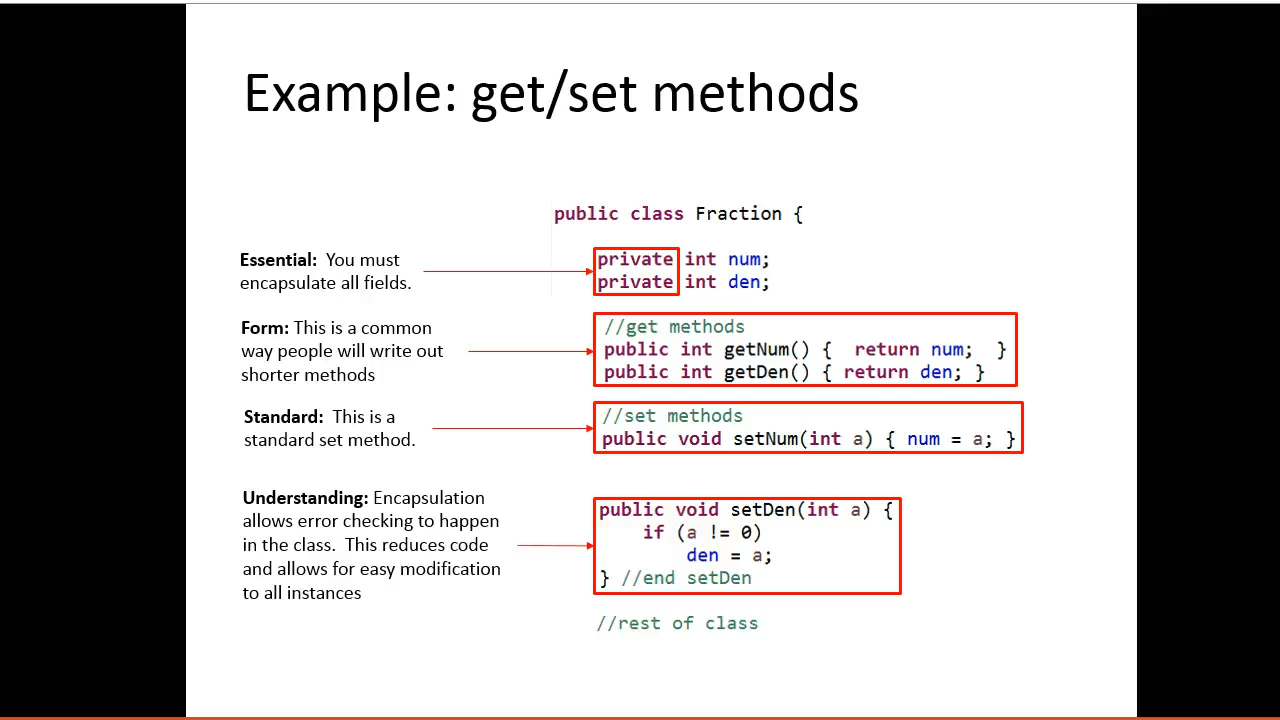 Example: get/set methods
public class Fraction {
Essential:  You must
encapsulate all fields.
private int num;
private int den;
Form: This is a common
way people will write out
shorter methods
//get methods
public int getNum() {  return num;  }
public int getDen() { return den; }
Standard:  This is a
standard set method.
//set methods
public void setNum(int a) { num = a; }
Understanding: Encapsulation
allows error checking to happen
in the class.  This reduces code
and allows for easy modification
to all instances
public void setDen(int a) {
    if (a != 0)
        den = a;
} //end setDen
//rest of class